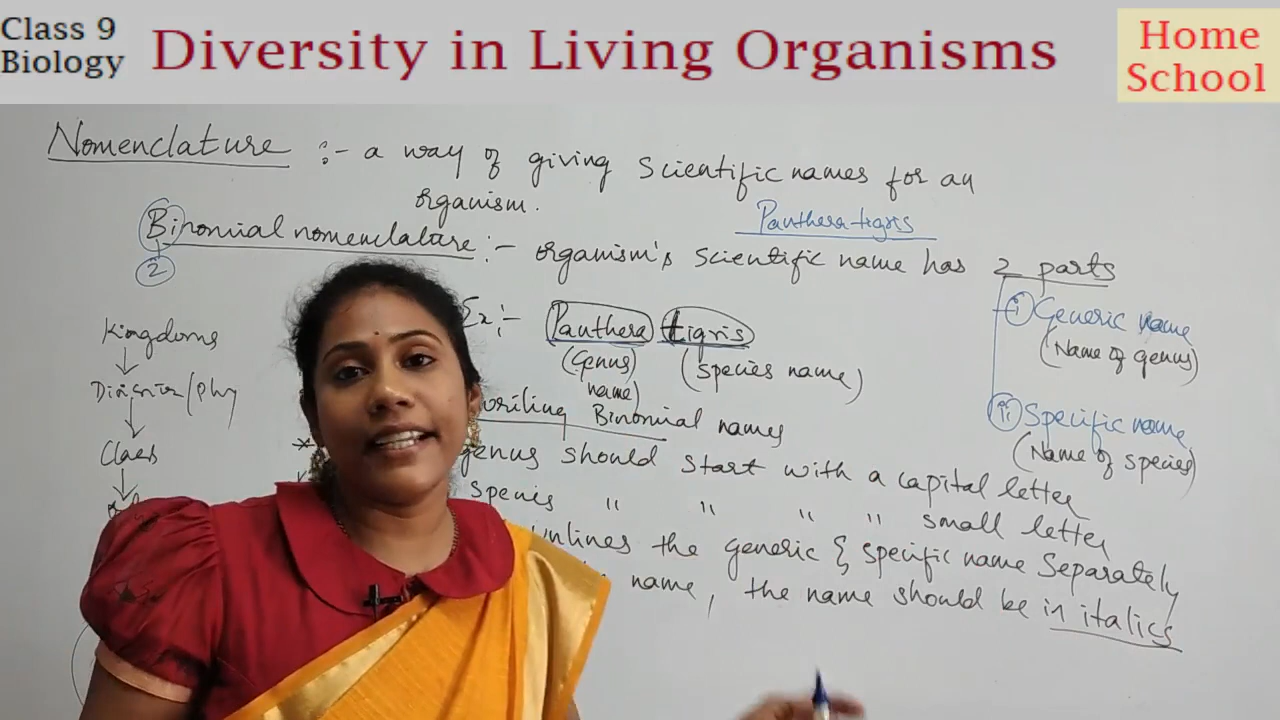 Class 9
Biology
Diversity in Living Organisms
Home
School
Nomenclature :- a way of giving scientific names for an
organism.
Panthera tigris
Binomial nomenclature :- organism's scientific name has 2 parts
2
Ex:- Panthera tigris
(Genus name)
(Species name)
i) Generic name
(Name of genus)
ii) Specific name
(Name of species)
Kingdoms
Class
writing Binomial names
* genus should start with a capital letter
species " " " " small letter
the generic & specific name Separately
name, the name should be in italics